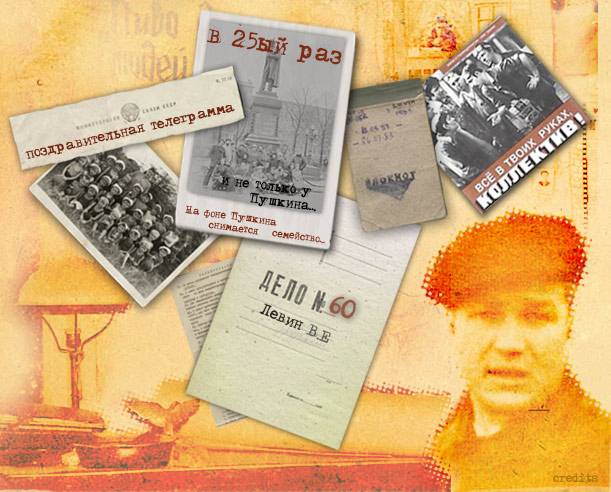 Пиво
людей
В 25ый раз
МИНИСТЕРСТВО СВЯЗИ СССР
поздравительная телеграмма
и не только у
Пушкина...
На фоне Пушкина
снимается семейство...
БЛОКНОТ
ВСЁ В ТВОИХ РУКАХ,
КОЛЛЕКТИВ!
ДЕЛО № 60
Левин В.Е
credits